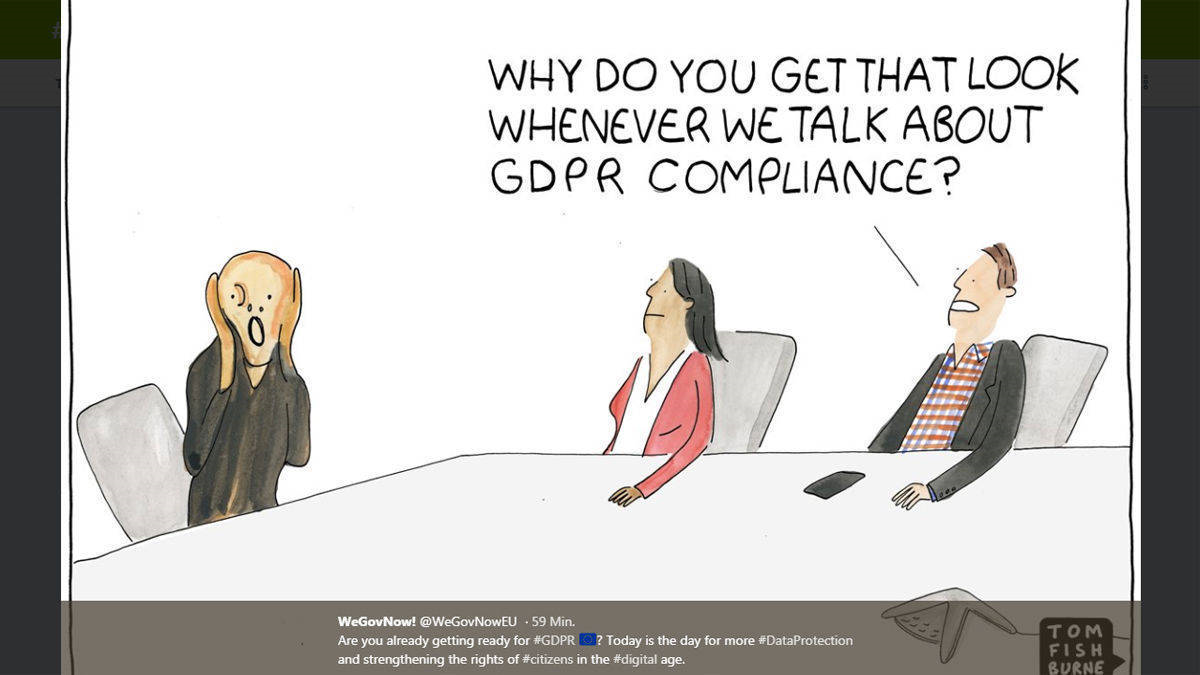 WHY DO YOU GET THAT LOOK
WHENEVER WE TALK ABOUT
GDPR COMPLIANCE?
WeGovNow! @WeGovNowEU · 59 Min.
Are you already getting ready for #GDPR 🇪🇺? Today is the day for more #DataProtection
and strengthening the rights of #citizens in the #digital age.
TOM
FISH
BURNE